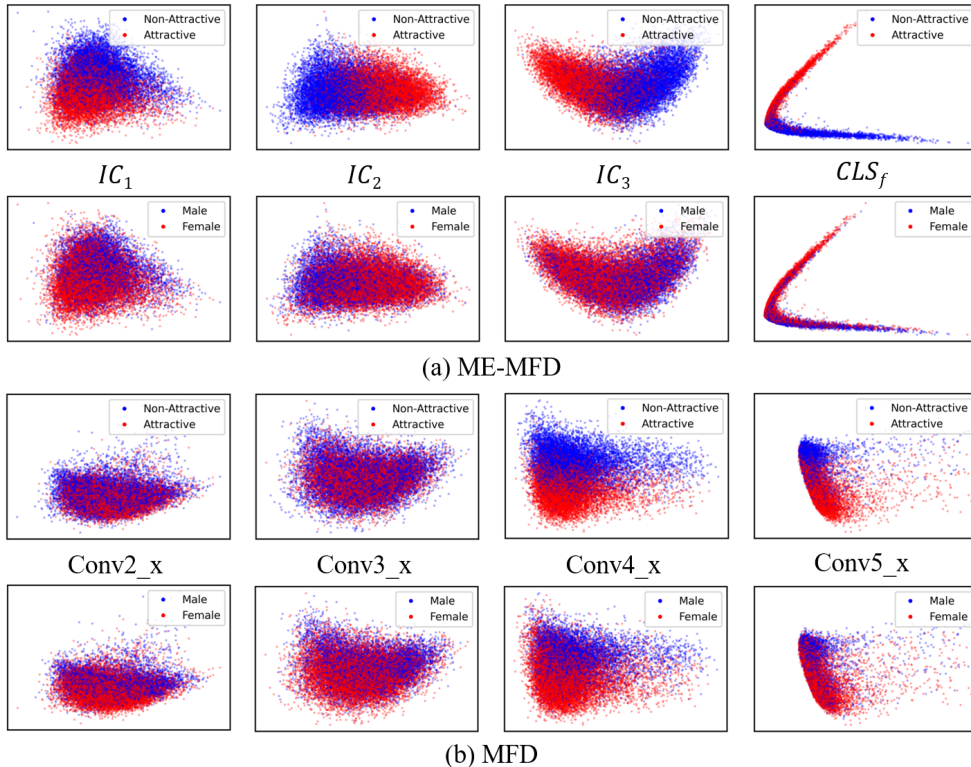 Non-Attractive
Attractive
Non-Attractive
Attractive
Non-Attractive
Attractive
Non-Attractive
Attractive
IC₁ IC₂ IC₃ CLS_f
Male
Female
Male
Female
Male
Female
Male
Female
(a) ME-MFD
Non-Attractive
Attractive
Non-Attractive
Attractive
Non-Attractive
Attractive
Non-Attractive
Attractive
Conv2_x Conv3_x Conv4_x Conv5_x
Male
Female
Male
Female
Male
Female
Male
Female
(b) MFD